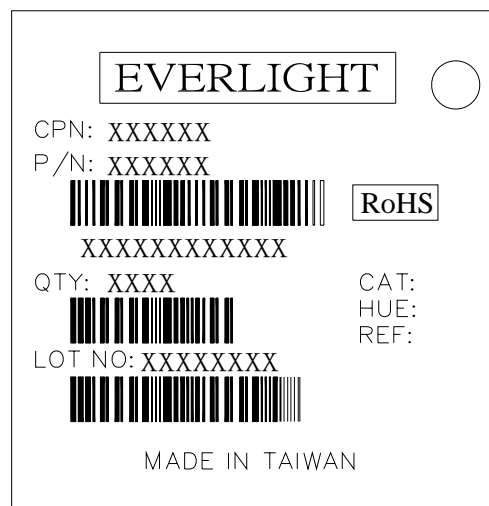 EVERLIGHT
CPN: XXXXXX
P/N: XXXXXX
RoHS
XXXXXXXXXXXX
QTY: XXXX
CAT:
HUE:
REF:
LOT NO: XXXXXXXX
MADE IN TAIWAN